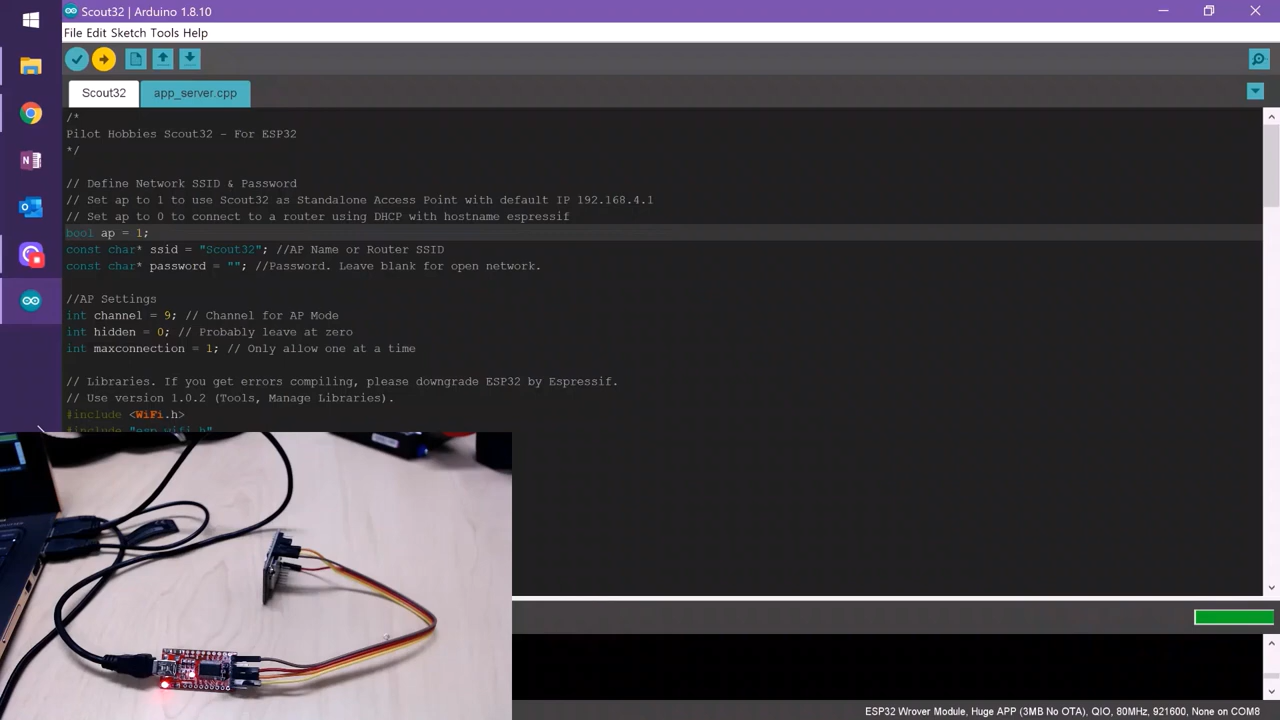 Scout32 | Arduino 1.8.10
File Edit Sketch Tools Help
Scout32
app_server.cpp
/*
Pilot Hobbies Scout32 - For ESP32
*/
// Define Network SSID & Password
// Set ap to 1 to use Scout32 as Standalone Access Point with default IP 192.168.4.1
// Set ap to 0 to connect to a router using DHCP with hostname espressif
bool ap = 1;
const char* ssid = "Scout32"; //AP Name or Router SSID
const char* password = ""; //Password. Leave blank for open network.
//AP Settings
int channel = 9; // Channel for AP Mode
int hidden = 0; // Probably leave at zero
int maxconnection = 1; // Only allow one at a time
// Libraries. If you get errors compiling, please downgrade ESP32 by Espressif.
// Use version 1.0.2 (Tools, Manage Libraries).
#include <WiFi.h>
#include "esp_wifi.h"
ESP32 Wrover Module, Huge APP (3MB No OTA), QIO, 80MHz, 921600, None on COM8